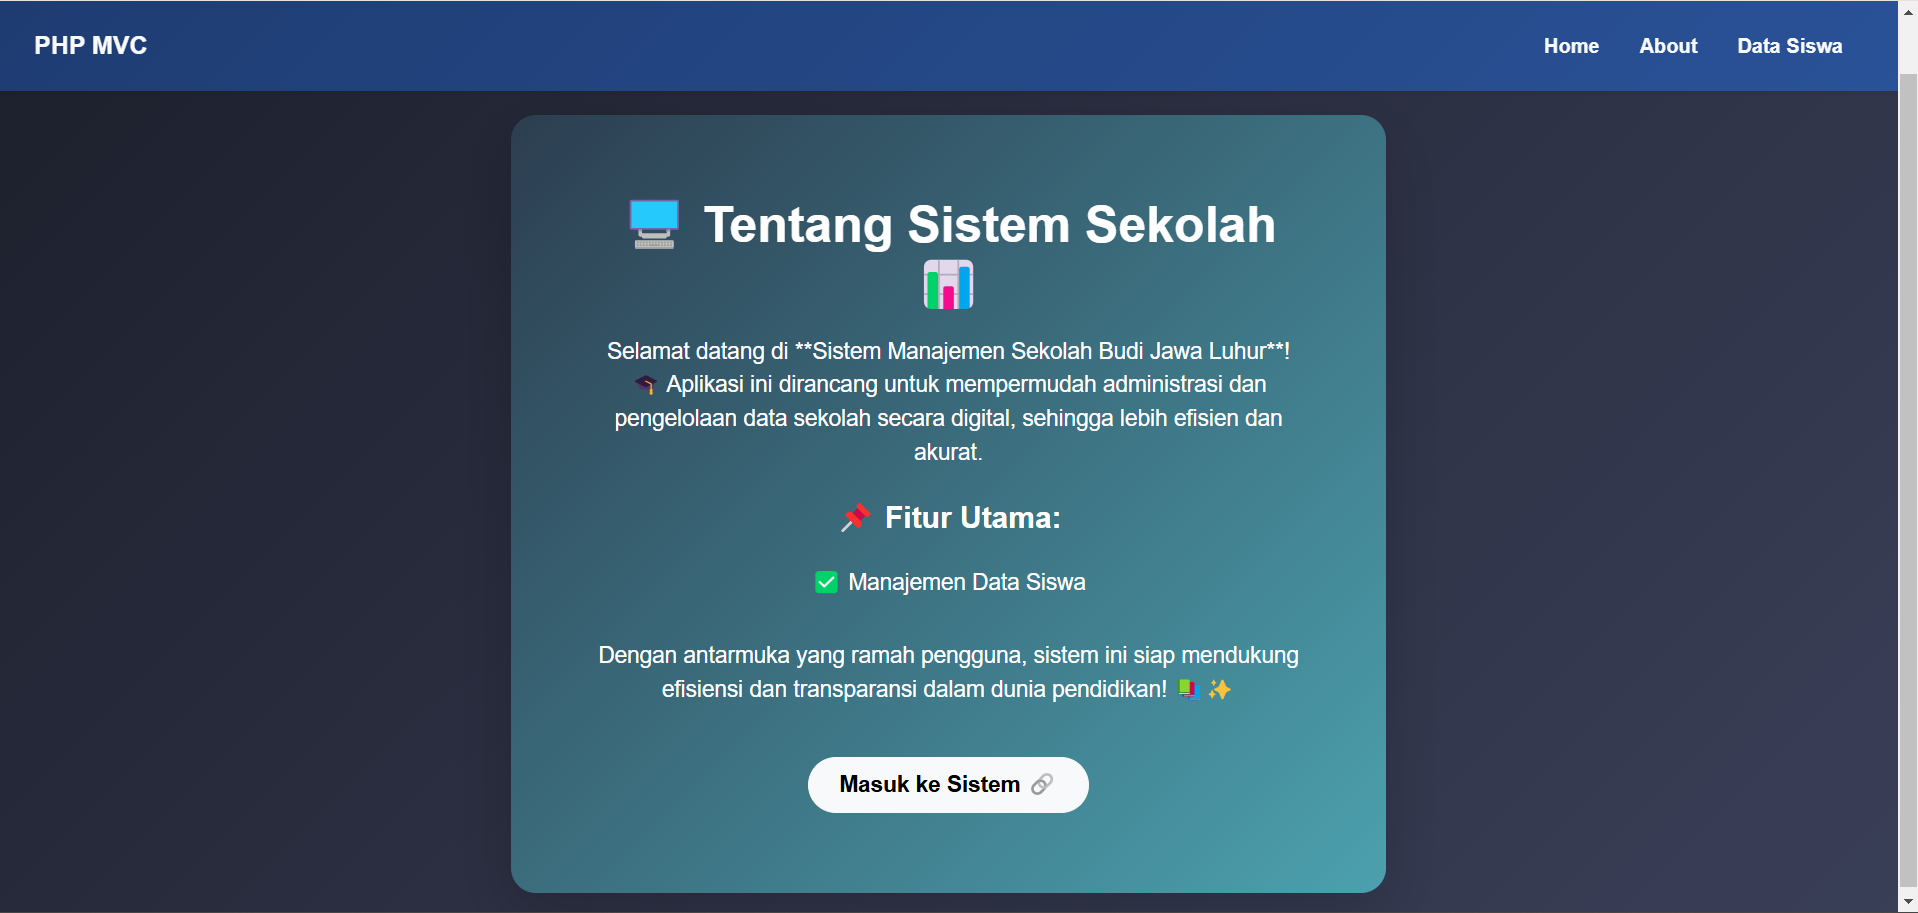 PHP MVC
Home About Data Siswa
🖥️ Tentang Sistem Sekolah
📊
Selamat datang di **Sistem Manajemen Sekolah Budi Jawa Luhur**!
🎓 Aplikasi ini dirancang untuk mempermudah administrasi dan
pengelolaan data sekolah secara digital, sehingga lebih efisien dan
akurat.
📌 Fitur Utama:
✅ Manajemen Data Siswa
Dengan antarmuka yang ramah pengguna, sistem ini siap mendukung
efisiensi dan transparansi dalam dunia pendidikan! 📚 ✨
Masuk ke Sistem 🔗